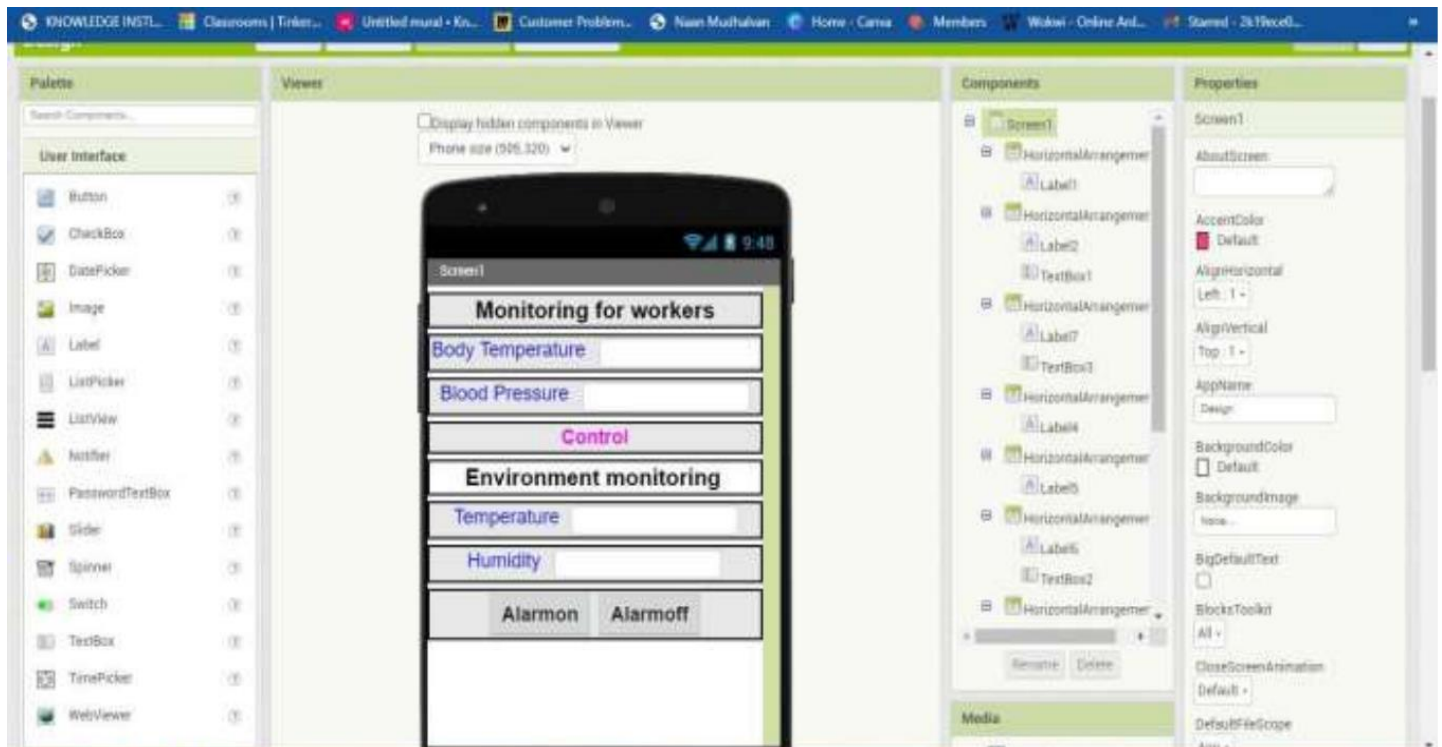 KNOWLEDGE INSTI... Classrooms | Tinker... Untitled mural • Kn... Customer Problem... Naan Mudhalvan Home - Canva Members Wokwi - Online Ard... Starred -
Palette
Search Components...
User Interface
Button
CheckBox
DatePicker
Image
Label
ListPicker
ListView
Notifier
PasswordTextBox
Slider
Spinner
Switch
TextBox
TimePicker
WebViewer
Viewer
Display hidden components in Viewer
Phone size (505,320)
9:48
Screen1
Monitoring for workers
Body Temperature
Blood Pressure
Control
Environment monitoring
Temperature
Humidity
Alarmon Alarmoff
Components
Screen1
HorizontalArrangemer
Label1
HorizontalArrangemer
Label2
TextBox1
HorizontalArrangemer
Label7
TextBox3
HorizontalArrangemer
Label4
HorizontalArrangemer
Label5
HorizontalArrangemer
Label6
TextBox2
HorizontalArrangemer
Rename Delete
Media
Properties
Screen1
AboutScreen
AccentColor
Default
AlignHorizontal
Left : 1
AlignVertical
Top : 1
AppName
Design
BackgroundColor
Default
BackgroundImage
None...
BigDefaultText
BlocksToolkit
All
CloseScreenAnimation
Default
DefaultFileScope